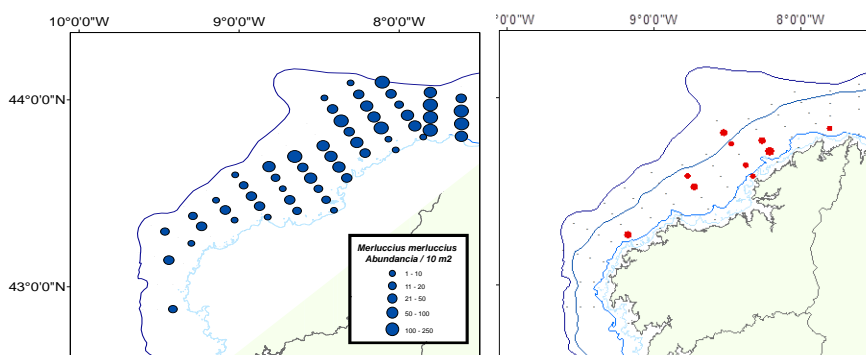 10°0'0"W 9°0'0"W 8°0'0"W
0°0'0"W 9°0'0"W 8°0'0"W
44°0'0"N
43°0'0"N
Merluccius merluccius
Abundancia / 10 m2
1 - 10
11 - 20
21 - 50
50 - 100
100 - 250